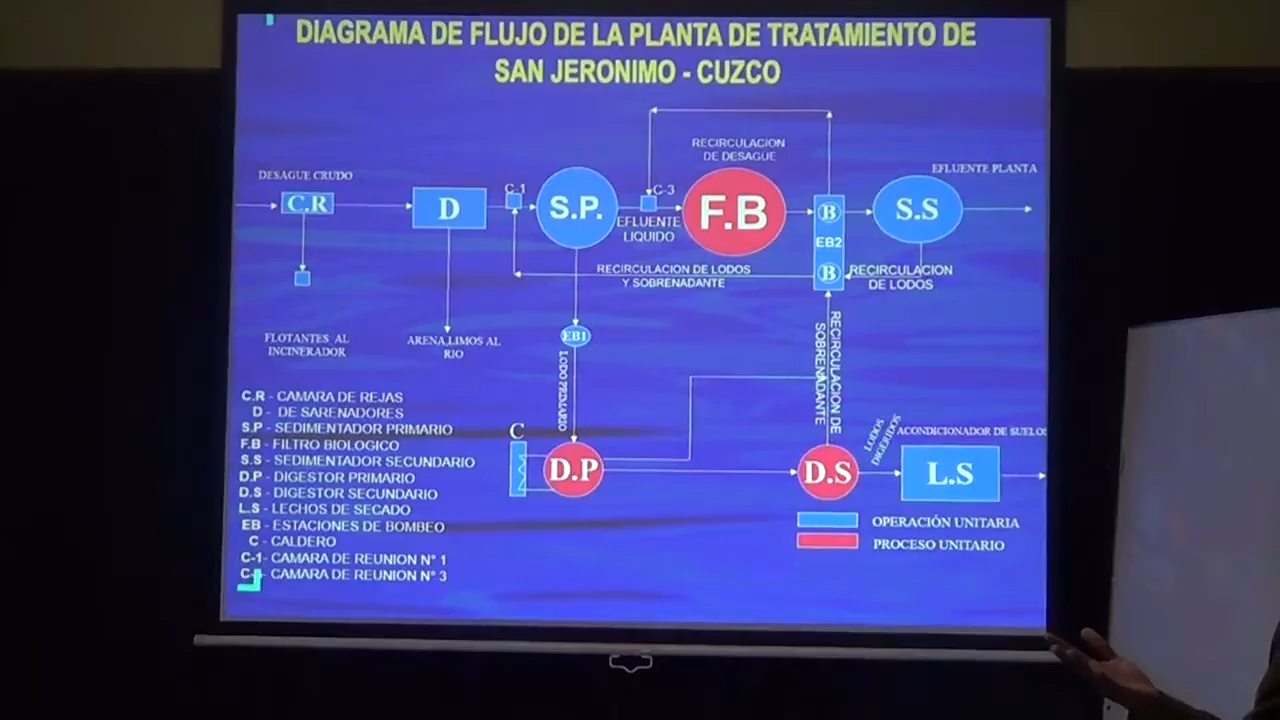 DIAGRAMA DE FLUJO DE LA PLANTA DE TRATAMIENTO DE
SAN JERONIMO - CUZCO
RECIRCULACION
DE DESAGUE
EFLUENTE PLANTA
DESAGUE CRUDO
C.R
D
C-1
S.P.
C-3
F.B
B
EB2
B
S.S
EFLUENTE
LIQUIDO
RECIRCULACION DE LODOS
Y SOBRENADANTE
RECIRCULACION
DE LODOS
FLOTANTES AL
INCINERADOR
ARENA,LIMOS AL
RIO
EB1
LODO PRIMARIO
RECIRCULACION DE
SOBRENADANTE
LODOS
DIGERIDOS
ACONDICIONADOR DE SUELOS
C
D.P
D.S
L.S
C.R - CAMARA DE REJAS
D - DE SARENADORES
S.P - SEDIMENTADOR PRIMARIO
F.B - FILTRO BIOLOGICO
S.S - SEDIMENTADOR SECUNDARIO
D.P - DIGESTOR PRIMARIO
D.S - DIGESTOR SECUNDARIO
L.S - LECHOS DE SECADO
EB - ESTACIONES DE BOMBEO
C - CALDERO
C-1- CAMARA DE REUNION N° 1
C-3- CAMARA DE REUNION N° 3
OPERACIÓN UNITARIA
PROCESO UNITARIO